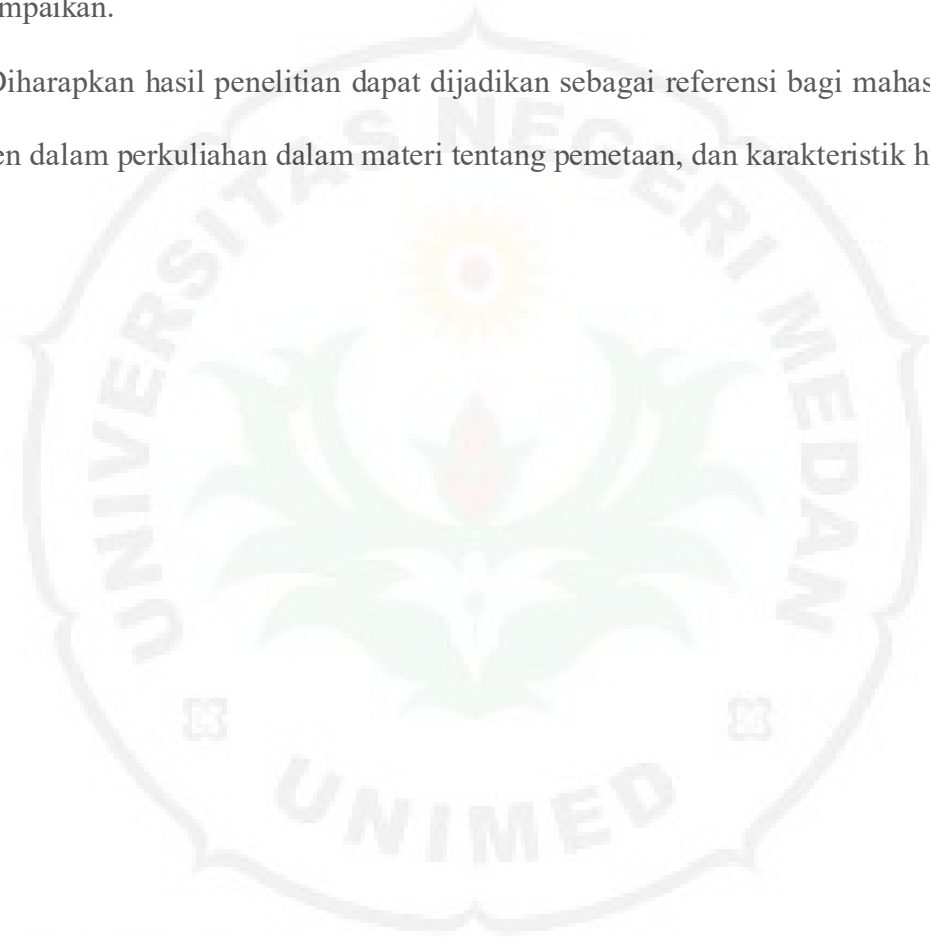 mpaikan.
Diharapkan hasil penelitian dapat dijadikan sebagai referensi bagi mahas
en dalam perkuliahan dalam materi tentang pemetaan, dan karakteristik h
UNIVERSITAS NEGERI MEDAN
UNIMED